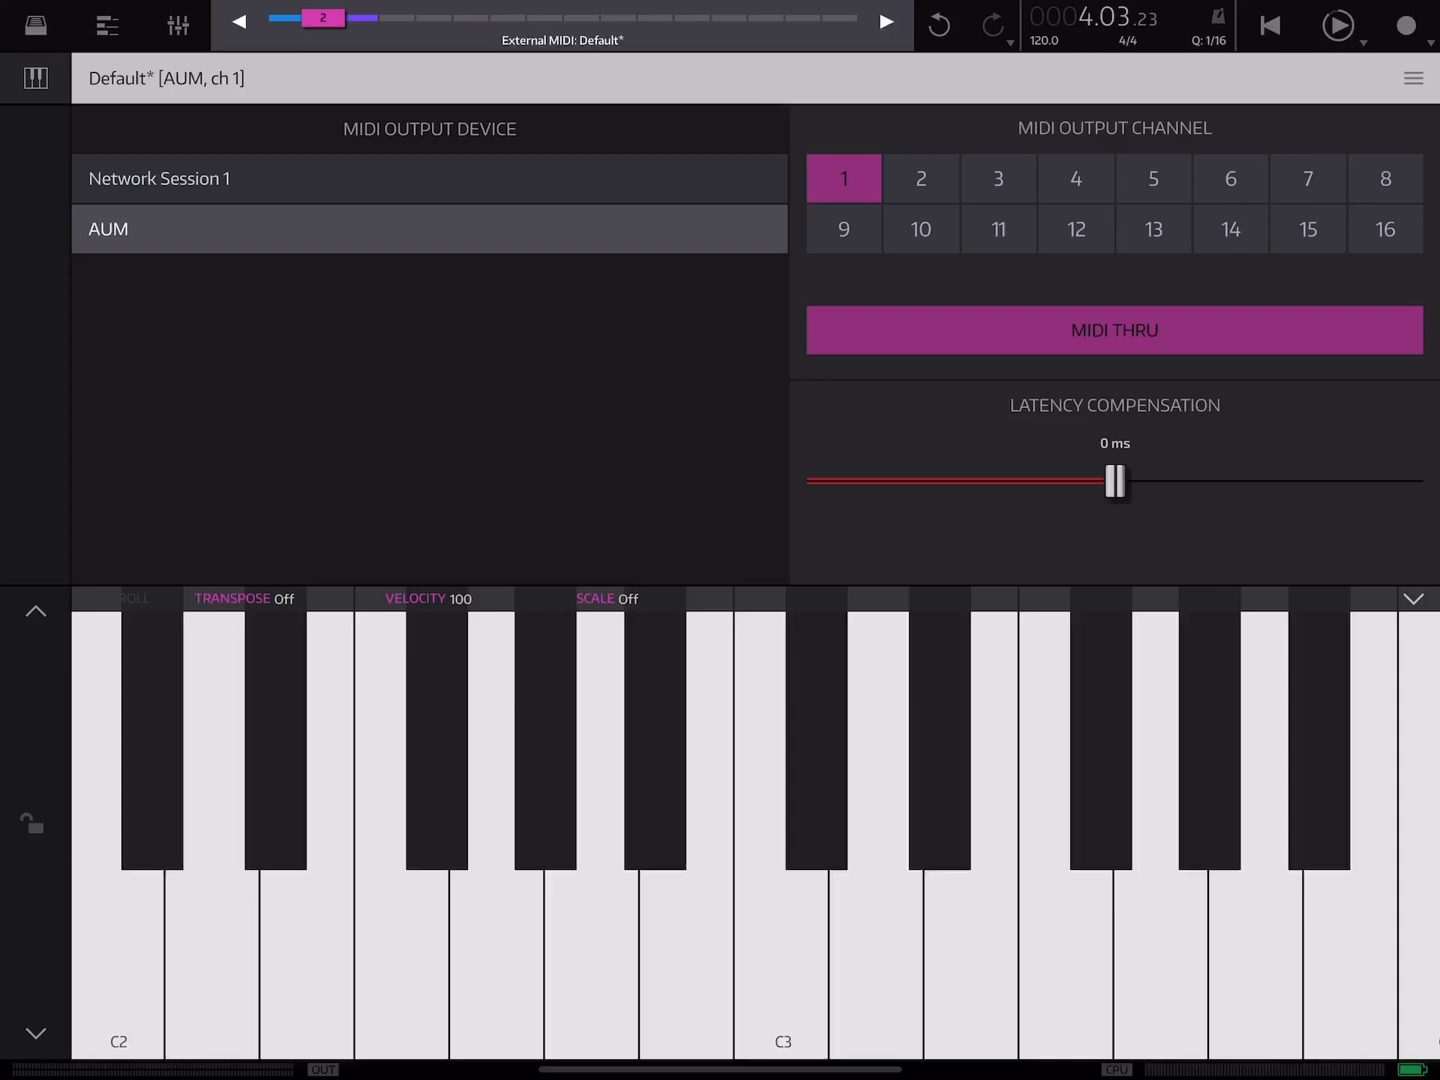 2
External MIDI: Default*
0004.03.23
120.0 4/4 Q: 1/16
Default* [AUM, ch 1]
MIDI OUTPUT DEVICE
Network Session 1
AUM
MIDI OUTPUT CHANNEL
1 2 3 4 5 6 7 8
9 10 11 12 13 14 15 16
MIDI THRU
LATENCY COMPENSATION
0 ms
TRANSPOSE Off VELOCITY 100 SCALE Off
C2 C3
OUT CPU